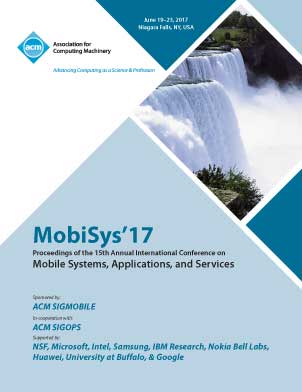 June 19–23, 2017
Niagara Falls, NY, USA
acm
Association for
Computing Machinery
Advancing Computing as a Science & Profession
MobiSys'17
Proceedings of the 15th Annual International Conference on
Mobile Systems, Applications, and Services
Sponsored by:
ACM SIGMOBILE
In-cooperation with:
ACM SIGOPS
Supported by:
NSF, Microsoft, Intel, Samsung, IBM Research, Nokia Bell Labs,
Huawei, University at Buffalo, & Google